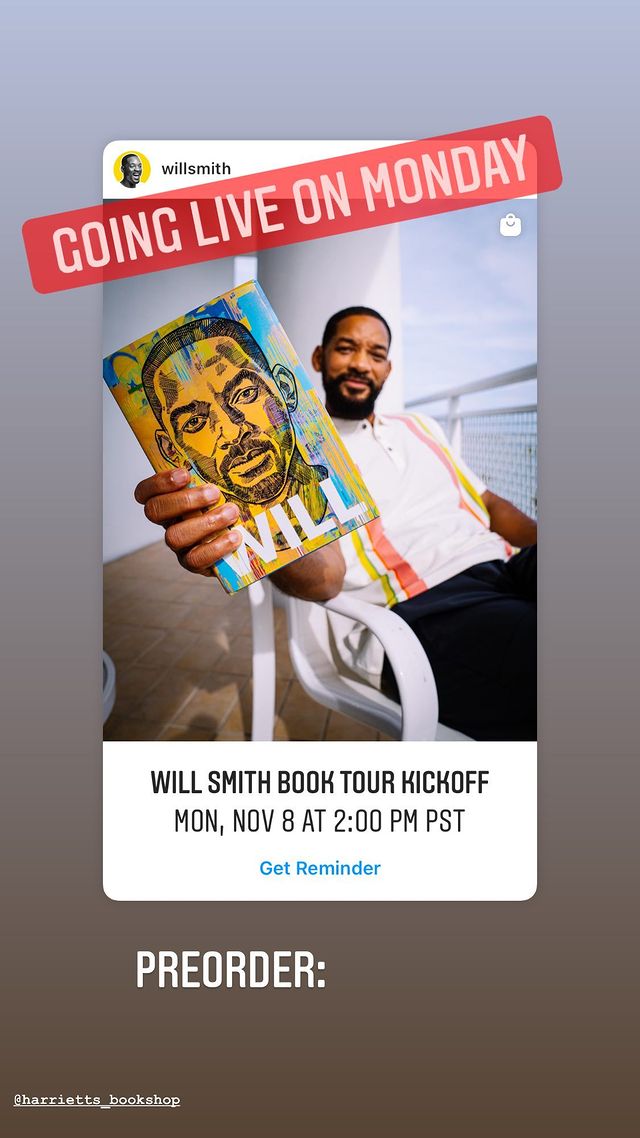 willsmith
GOING LIVE ON MONDAY
WILL
WILL SMITH BOOK TOUR KICKOFF
MON, NOV 8 AT 2:00 PM PST
Get Reminder
PREORDER:
@harrietts_bookshop